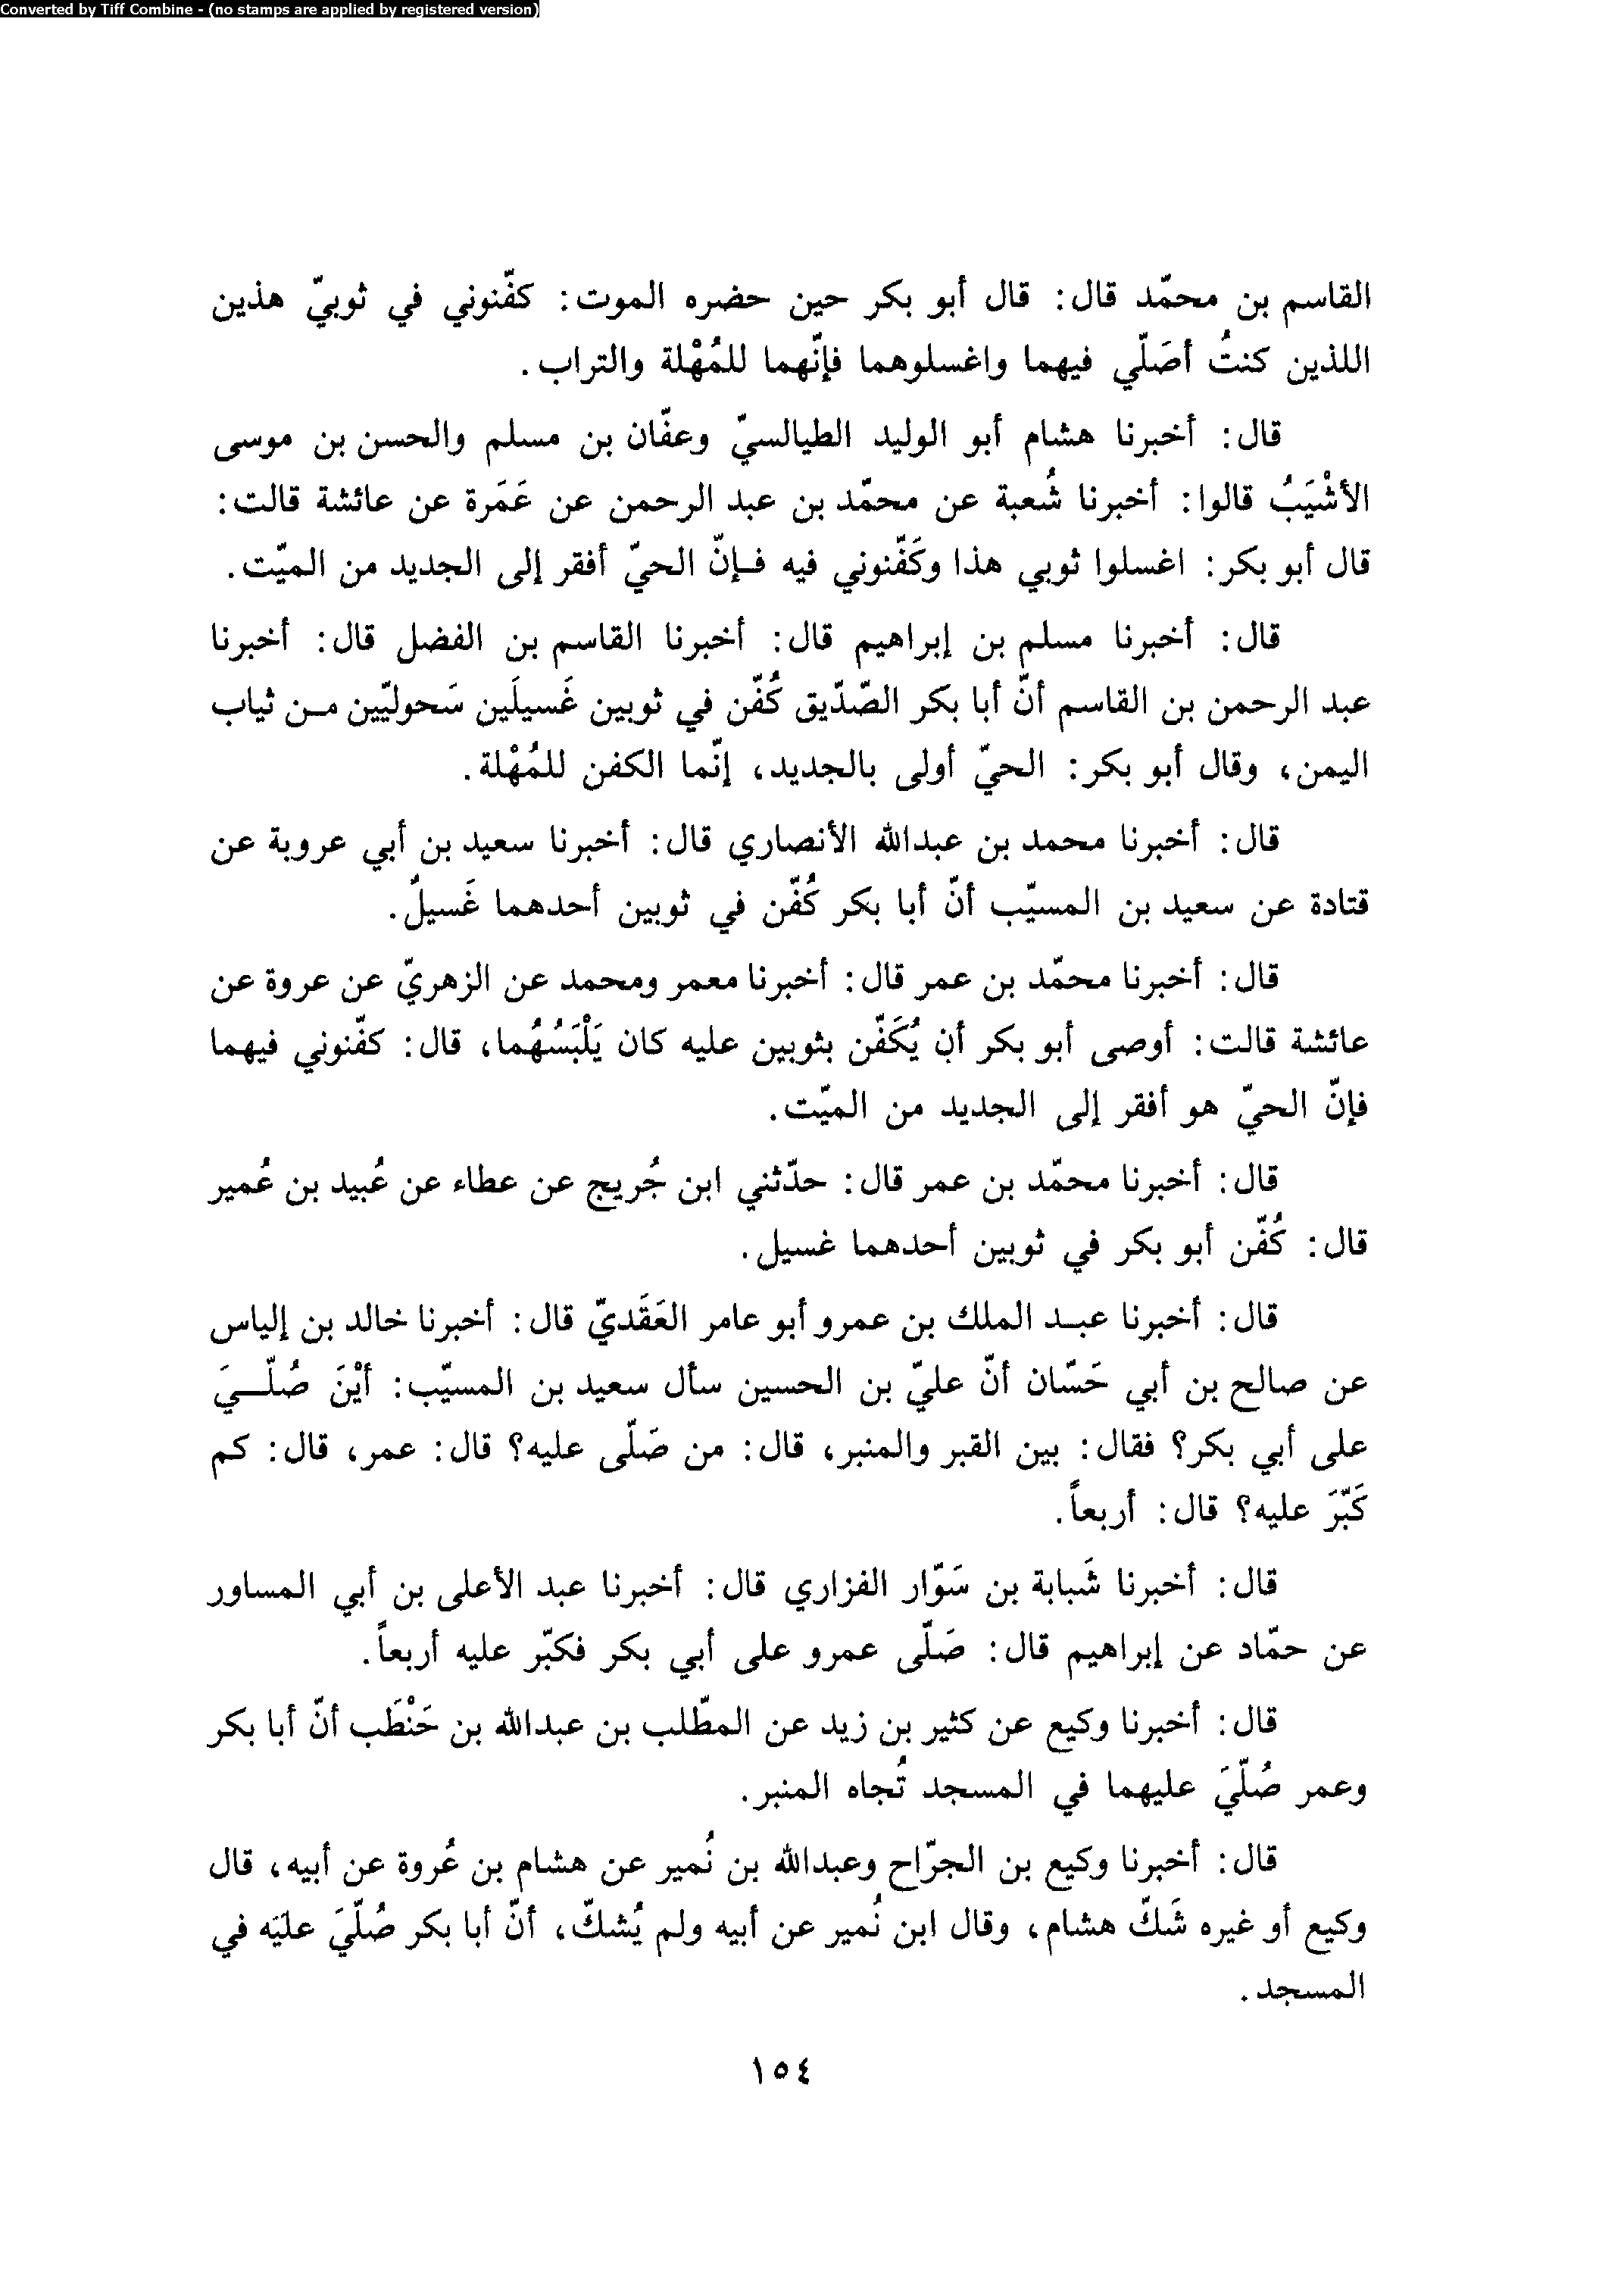 Converted by Tiff Combine - (no stamps are applied by registered version)
القاسم بن محمّد قال: قال أبو بكر حين حضره الموت: كفّنوني في ثوبيّ هذين
اللذين كنتُ أصَلّي فيهما واغسلوهما فإنّهما للمُهْلة والتراب.
قال: أخبرنا هشام أبو الوليد الطيالسيّ وعفّان بن مسلم والحسن بن موسى
الأشْيَبُ قالوا: أخبرنا شُعبة عن محمّد بن عبد الرحمن عن عَمَرة عن عائشة قالت:
قال أبو بكر: اغسلوا ثوبي هذا وكَفّنوني فيه فإنّ الحيّ أفقر إلى الجديد من الميّت.
قال: أخبرنا مسلم بن إبراهيم قال: أخبرنا القاسم بن الفضل قال: أخبرنا
عبد الرحمن بن القاسم أنّ أبا بكر الصّدّيق كُفّن في ثوبين غَسيلَين سَحوليّين من ثياب
اليمن، وقال أبو بكر: الحيّ أولى بالجديد، إنّما الكفن للمُهْلة.
قال: أخبرنا محمد بن عبدالله الأنصاري قال: أخبرنا سعيد بن أبي عروبة عن
قتادة عن سعيد بن المسيّب أنّ أبا بكر كُفّن في ثوبين أحدهما غَسيلٌ.
قال: أخبرنا محمّد بن عمر قال: أخبرنا معمر ومحمد عن الزهريّ عن عروة عن
عائشة قالت: أوصى أبو بكر أن يُكَفّن بثوبين عليه كان يَلْبَسُهُما، قال: كفّنوني فيهما
فإنّ الحيّ هو أفقر إلى الجديد من الميّت.
قال: أخبرنا محمّد بن عمر قال: حدّثني ابن جُريج عن عطاء عن عُبيد بن عُمير
قال: كُفّن أبو بكر في ثوبين أحدهما غسيل.
قال: أخبرنا عبد الملك بن عمرو أبو عامر العَقَديّ قال: أخبرنا خالد بن إلياس
عن صالح بن أبي حَسّان أنّ عليّ بن الحسين سأل سعيد بن المسيّب: أيْنَ صُلّيَ
على أبي بكر؟ فقال: بين القبر والمنبر، قال: من صَلّى عليه؟ قال: عمر، قال: كم
كَبّرَ عليه؟ قال: أربعاً.
قال: أخبرنا شَبابة بن سَوّار الفزاري قال: أخبرنا عبد الأعلى بن أبي المساور
عن حمّاد عن إبراهيم قال: صَلّى عمرو على أبي بكر فكبّر عليه أربعاً.
قال: أخبرنا وكيع عن كثير بن زيد عن المطّلب بن عبدالله بن حَنْطَب أنّ أبا بكر
وعمر صُلّيَ عليهما في المسجد تُجاه المنبر.
قال: أخبرنا وكيع بن الجرّاح وعبدالله بن نُمير عن هشام بن عُروة عن أبيه، قال
وكيع أو غيره شَكّ هشام، وقال ابن نُمير عن أبيه ولم يُشكّ، أنّ أبا بكر صُلّيَ عليَه في
المسجد.
١٥٤